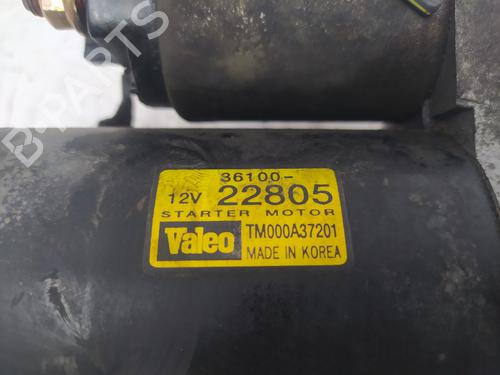 36100-
12V 22805
STARTER MOTOR
Valeo TM000A37201
MADE IN KOREA
B-PARTS